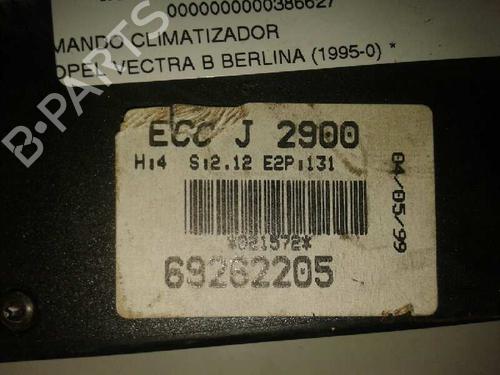 0000000000386627
MANDO CLIMATIZADOR
OPEL VECTRA B BERLINA (1995-0) *
B-PARTS
ECC J 2900
H:4 S:2.12 E2P:131
04/05/99
*021572*
69262205